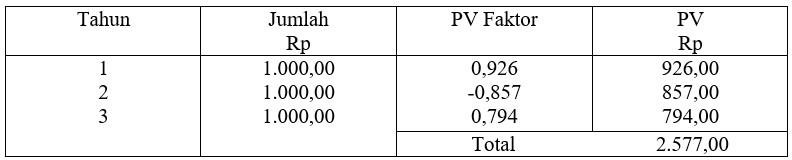 Tahun Jumlah Rp PV Faktor PV Rp
1 1.000,00 0,926 926,00
2 1.000,00 -0,857 857,00
3 1.000,00 0,794 794,00
Total 2.577,00